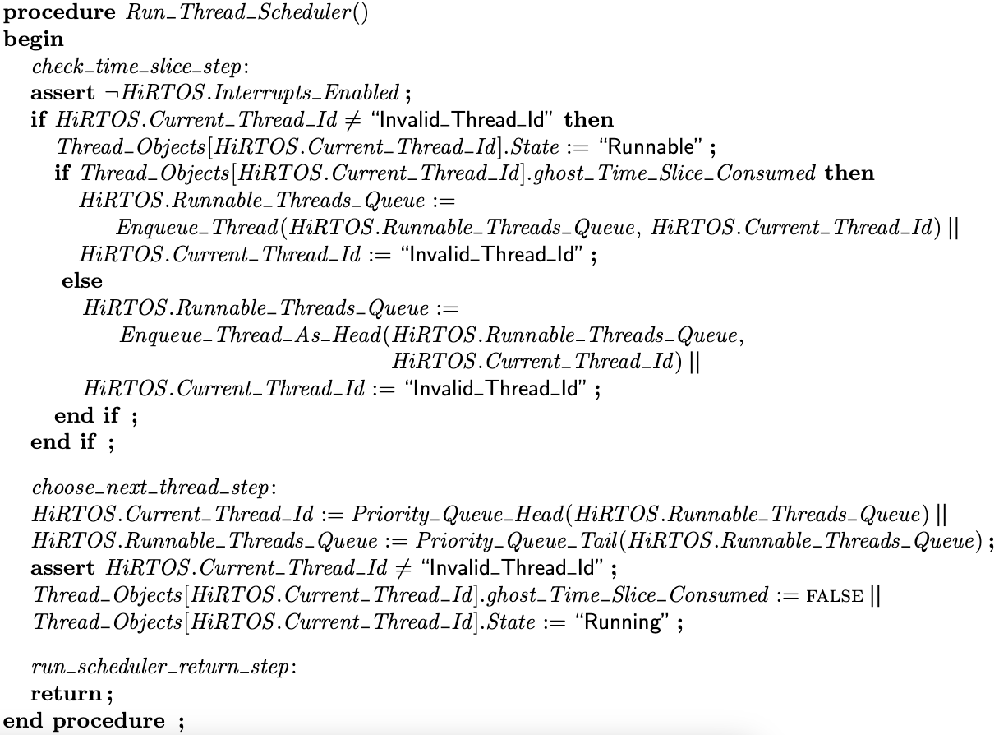 procedure Run_Thread_Scheduler()
begin
check_time_slice_step:
assert ¬HiRTOS.Interrupts_Enabled ;
if HiRTOS.Current_Thread_Id ≠ “Invalid_Thread_Id” then
Thread_Objects[HiRTOS.Current_Thread_Id].State := “Runnable” ;
if Thread_Objects[HiRTOS.Current_Thread_Id].ghost_Time_Slice_Consumed then
HiRTOS.Runnable_Threads_Queue :=
Enqueue_Thread(HiRTOS.Runnable_Threads_Queue, HiRTOS.Current_Thread_Id) ||
HiRTOS.Current_Thread_Id := “Invalid_Thread_Id” ;
else
HiRTOS.Runnable_Threads_Queue :=
Enqueue_Thread_As_Head(HiRTOS.Runnable_Threads_Queue,
HiRTOS.Current_Thread_Id) ||
HiRTOS.Current_Thread_Id := “Invalid_Thread_Id” ;
end if ;
end if ;
choose_next_thread_step:
HiRTOS.Current_Thread_Id := Priority_Queue_Head(HiRTOS.Runnable_Threads_Queue) ||
HiRTOS.Runnable_Threads_Queue := Priority_Queue_Tail(HiRTOS.Runnable_Threads_Queue) ;
assert HiRTOS.Current_Thread_Id ≠ “Invalid_Thread_Id” ;
Thread_Objects[HiRTOS.Current_Thread_Id].ghost_Time_Slice_Consumed := FALSE ||
Thread_Objects[HiRTOS.Current_Thread_Id].State := “Running” ;
run_scheduler_return_step:
return ;
end procedure ;